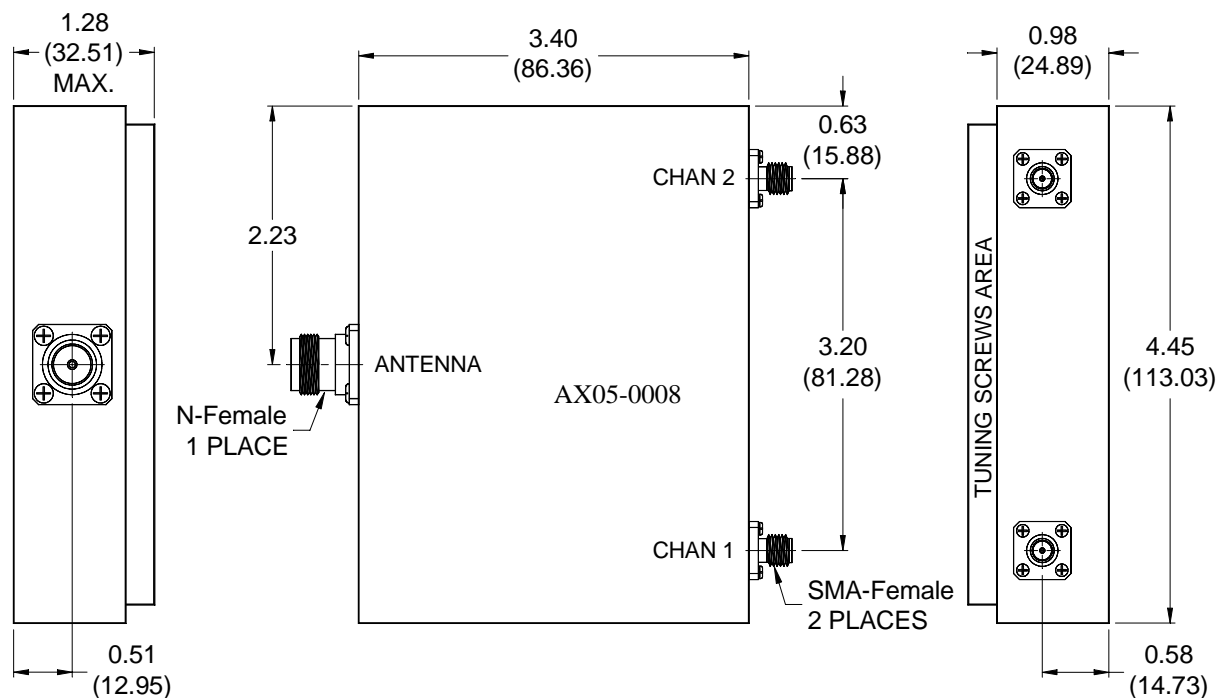 1.28
(32.51)
MAX.
3.40
(86.36)
0.98
(24.89)
0.63
(15.88)
CHAN 2
2.23
TUNING SCREWS AREA
ANTENNA
3.20
(81.28)
4.45
(113.03)
AX05-0008
N-Female
1 PLACE
CHAN 1
SMA-Female
2 PLACES
0.51
(12.95)
0.58
(14.73)